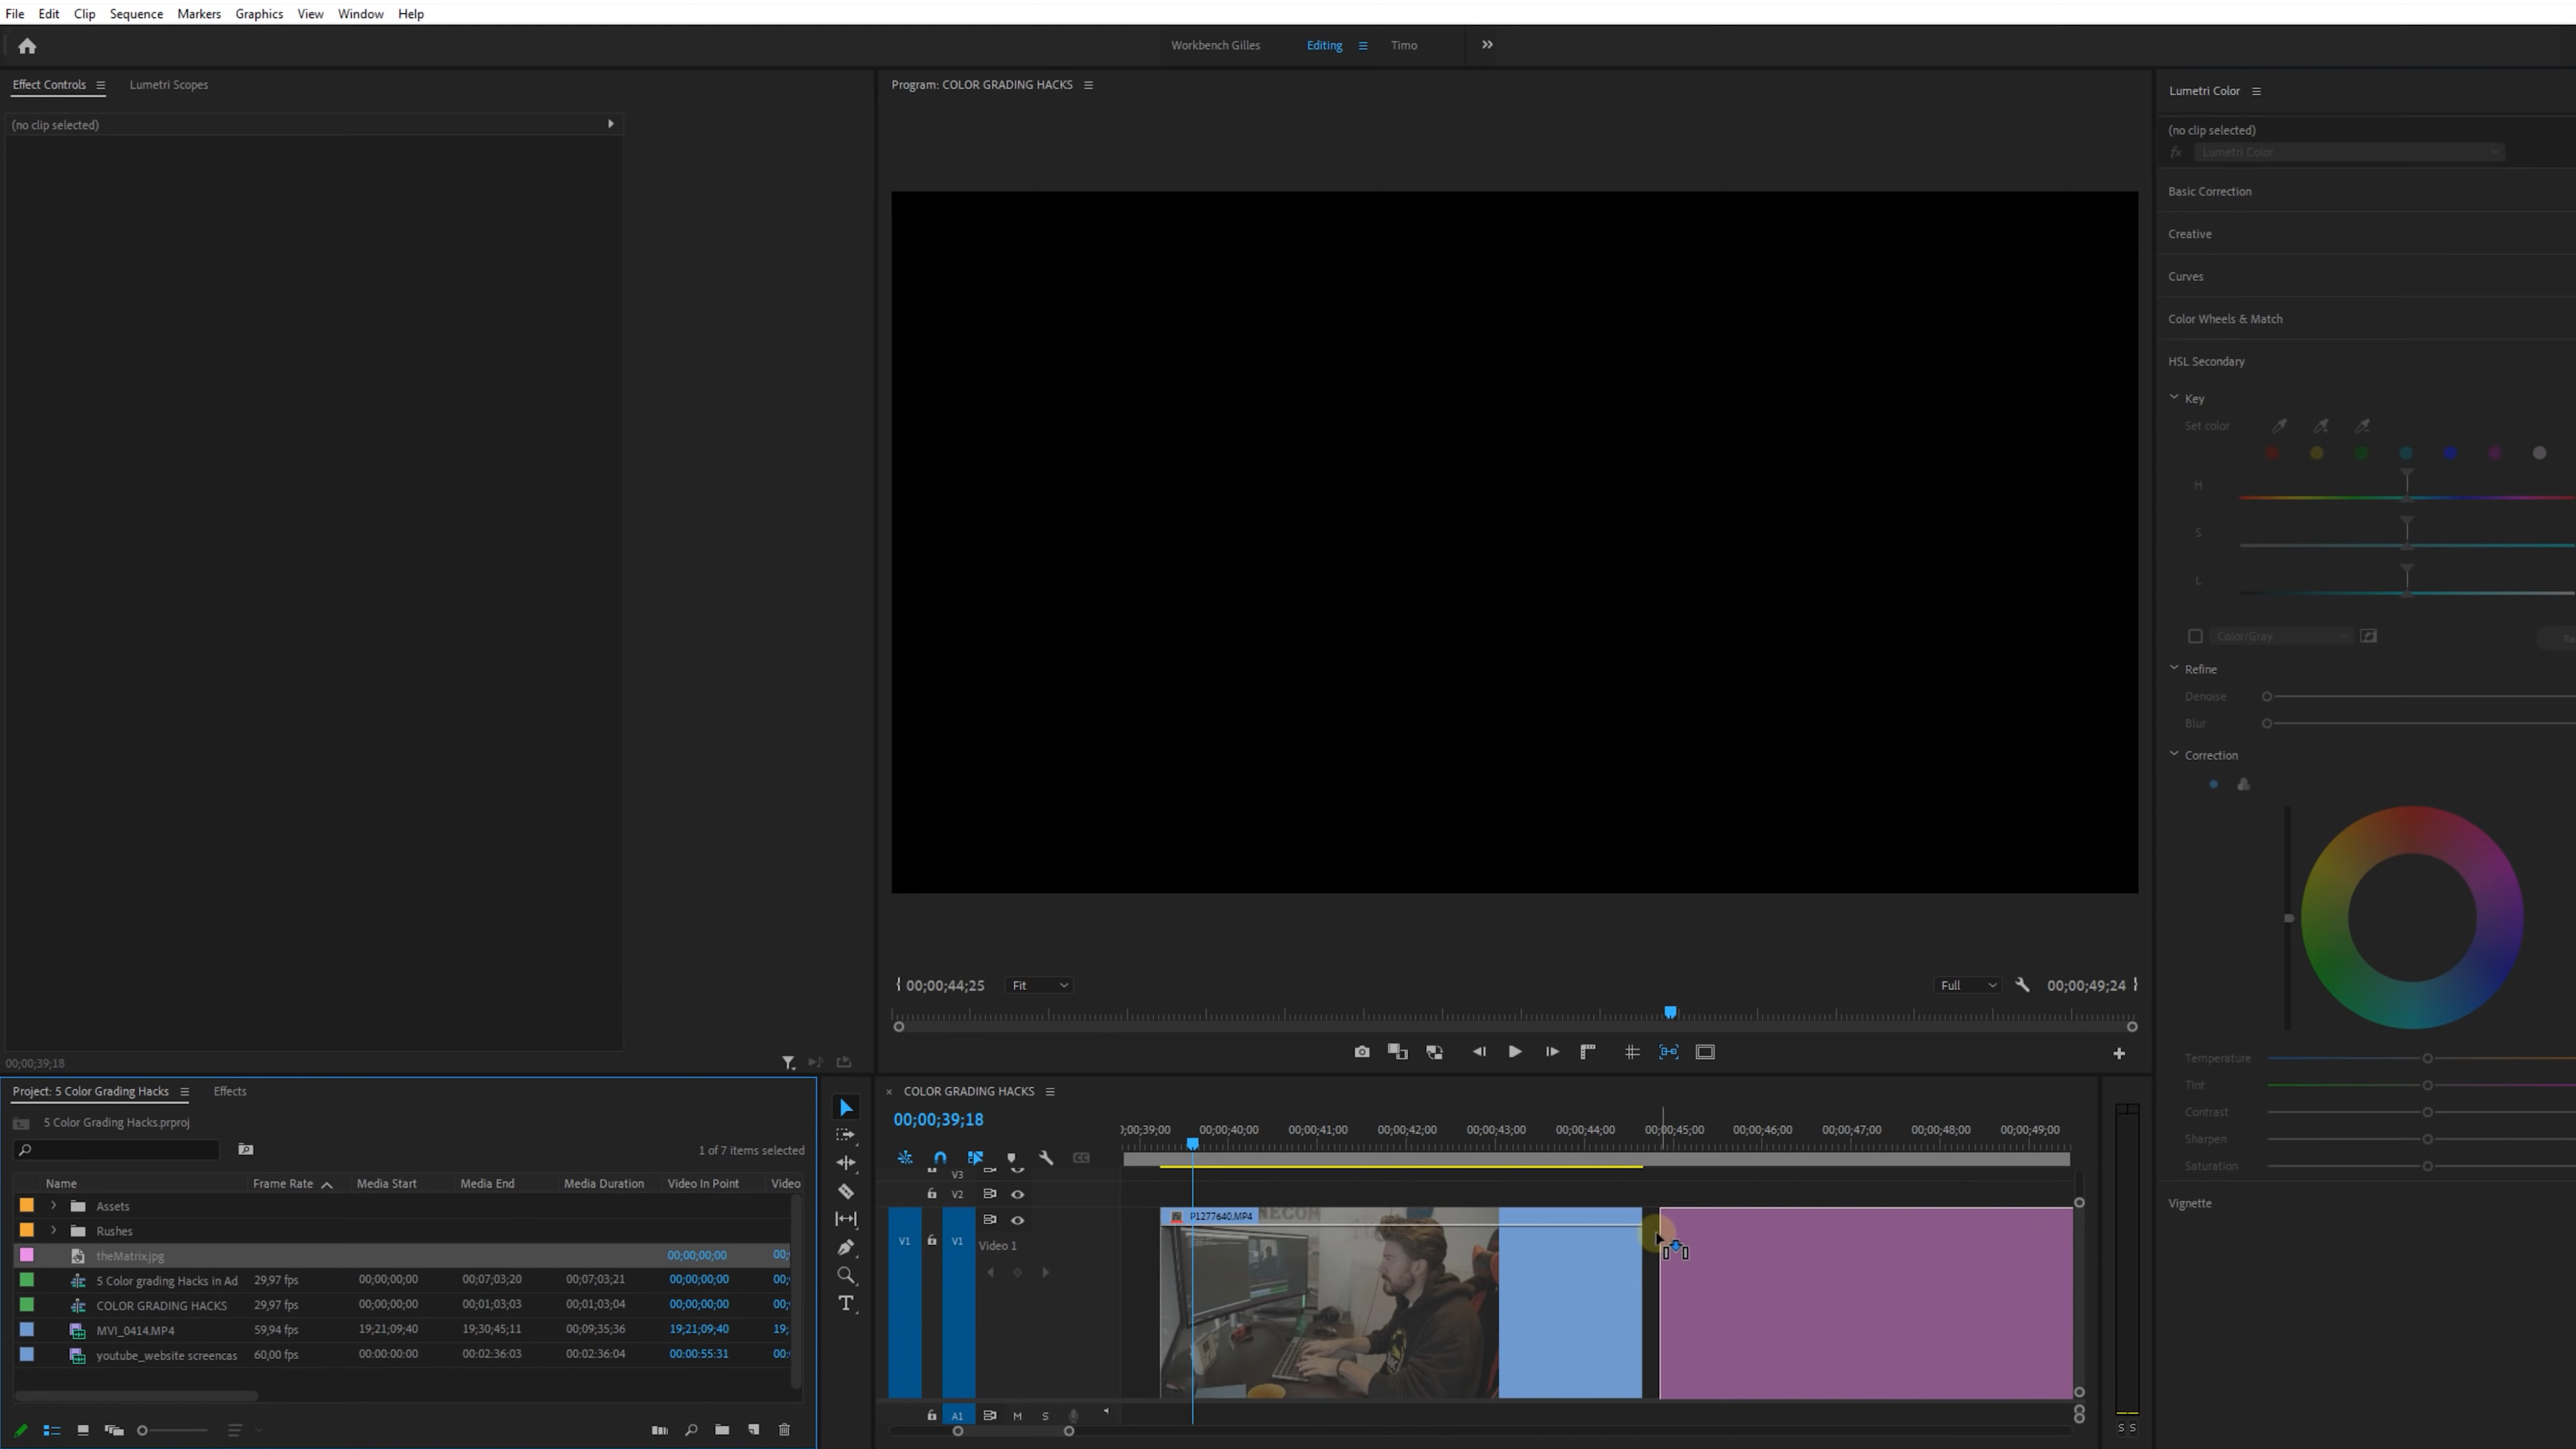 File Edit Clip Sequence Markers Graphics View Window Help
Workbench Gilles Editing Timo
Effect Controls Lumetri Scopes
(no clip selected)
00;00;39;18
Program: COLOR GRADING HACKS
00;00;44;25 Fit Full 00;00;49;24
Lumetri Color
(no clip selected)
fx Lumetri Color
Basic Correction
Creative
Curves
Color Wheels & Match
HSL Secondary
Key
Set color
H
S
L
Color/Gray
Refine
Denoise
Blur
Correction
Temperature
Tint
Contrast
Sharpen
Saturation
Vignette
Project: 5 Color Grading Hacks Effects
5 Color Grading Hacks.prproj
1 of 7 items selected
Name Frame Rate Media Start Media End Media Duration Video In Point Video
Assets
Rushes
theMatrix.jpg 00;00;00;00 00;
5 Color grading Hacks in Ad 29,97 fps 00;00;00;00 00;07;03;20 00;07;03;21 00;00;00;00 00;
COLOR GRADING HACKS 29,97 fps 00;00;00;00 00;01;03;03 00;01;03;04 00;00;00;00 00;
MVI_0414.MP4 59,94 fps 19;21;09;40 19;30;45;11 00;09;35;36 19;21;09;40 19;
youtube_website screencas 60,00 fps 00:00:00:00 00:02:36:03 00:02:36:04 00:00:55:31 00:
COLOR GRADING HACKS
00;00;39;18
);00;39;00 00;00;40;00 00;00;41;00 00;00;42;00 00;00;43;00 00;00;44;00 00;00;45;00 00;00;46;00 00;00;47;00 00;00;48;00 00;00;49;00
V3
V2
P1277640.MP4
V1 V1 Video 1
A1 M S
S S